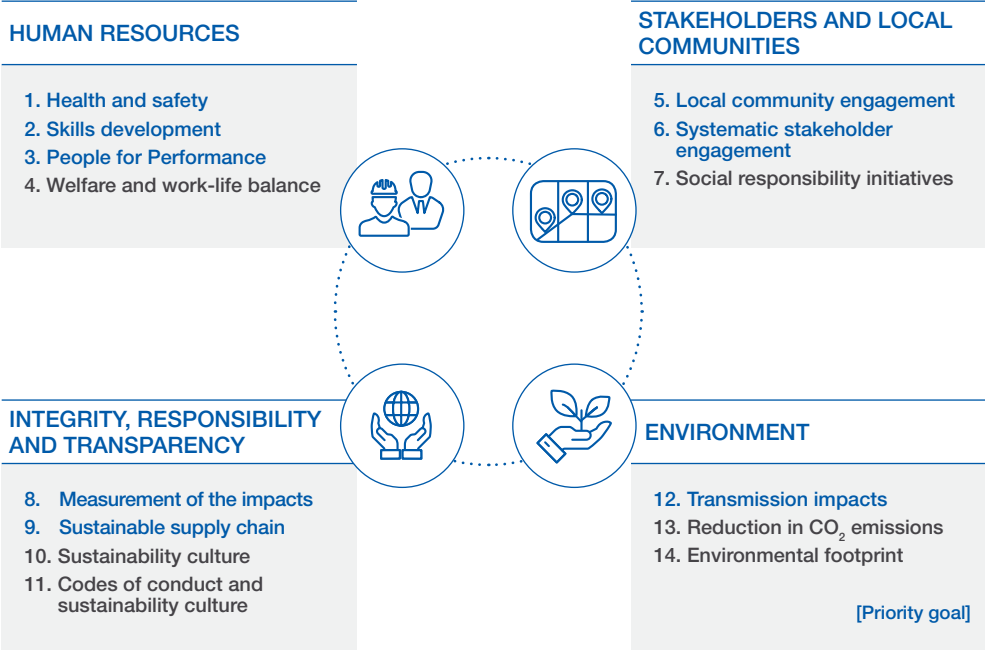 HUMAN RESOURCES
1. Health and safety
2. Skills development
3. People for Performance
4. Welfare and work-life balance
STAKEHOLDERS AND LOCAL
COMMUNITIES
5. Local community engagement
6. Systematic stakeholder
engagement
7. Social responsibility initiatives
INTEGRITY, RESPONSIBILITY
AND TRANSPARENCY
8. Measurement of the impacts
9. Sustainable supply chain
10. Sustainability culture
11. Codes of conduct and
sustainability culture
ENVIRONMENT
12. Transmission impacts
13. Reduction in CO₂ emissions
14. Environmental footprint
[Priority goal]